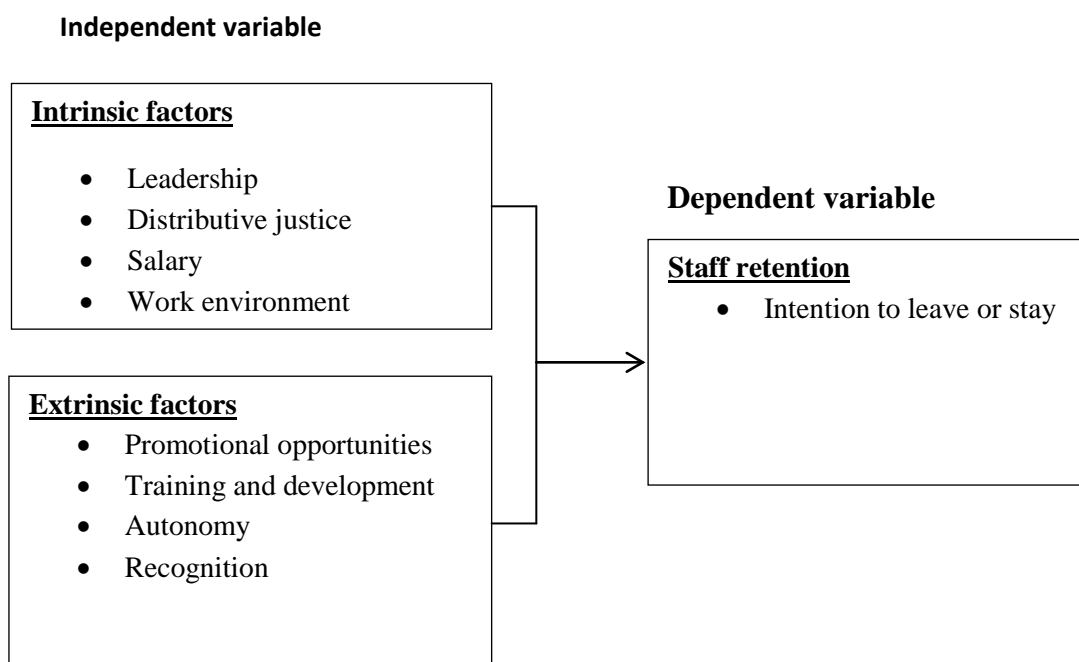 Independent variable
Intrinsic factors
• Leadership
• Distributive justice
• Salary
• Work environment
Extrinsic factors
• Promotional opportunities
• Training and development
• Autonomy
• Recognition
Dependent variable
Staff retention
• Intention to leave or stay